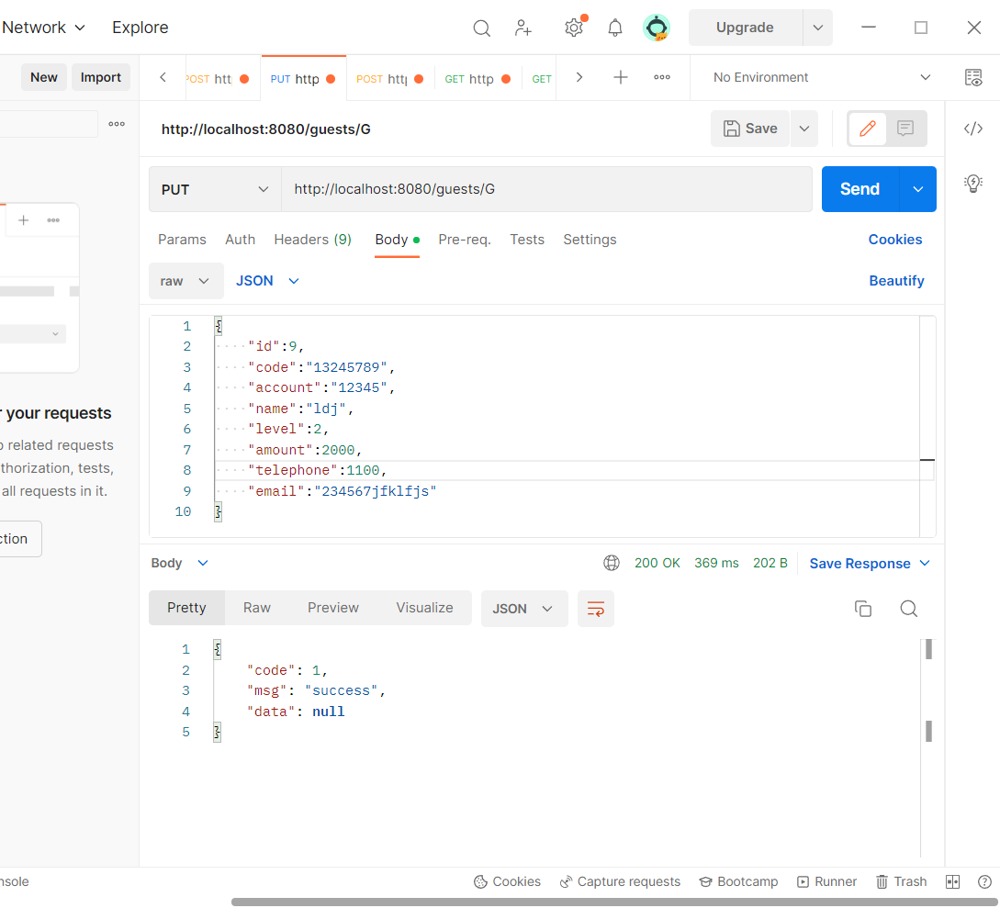 Network Explore Upgrade
New Import POST htt PUT http POST http GET http GET No Environment
http://localhost:8080/guests/G Save
PUT http://localhost:8080/guests/G Send
Params Auth Headers (9) Body Pre-req. Tests Settings Cookies
raw JSON Beautify
1 {
2 "id":9,
3 "code":"13245789",
4 "account":"12345",
5 "name":"ldj",
6 "level":2,
7 "amount":2000,
8 "telephone":1100,
9 "email":"234567jfklfjs"
10 }
r your requests
o related requests
thorization, tests,
all requests in it.
ction
Body 200 OK 369 ms 202 B Save Response
Pretty Raw Preview Visualize JSON
1 {
2 "code": 1,
3 "msg": "success",
4 "data": null
5 }
nsole Cookies Capture requests Bootcamp Runner Trash